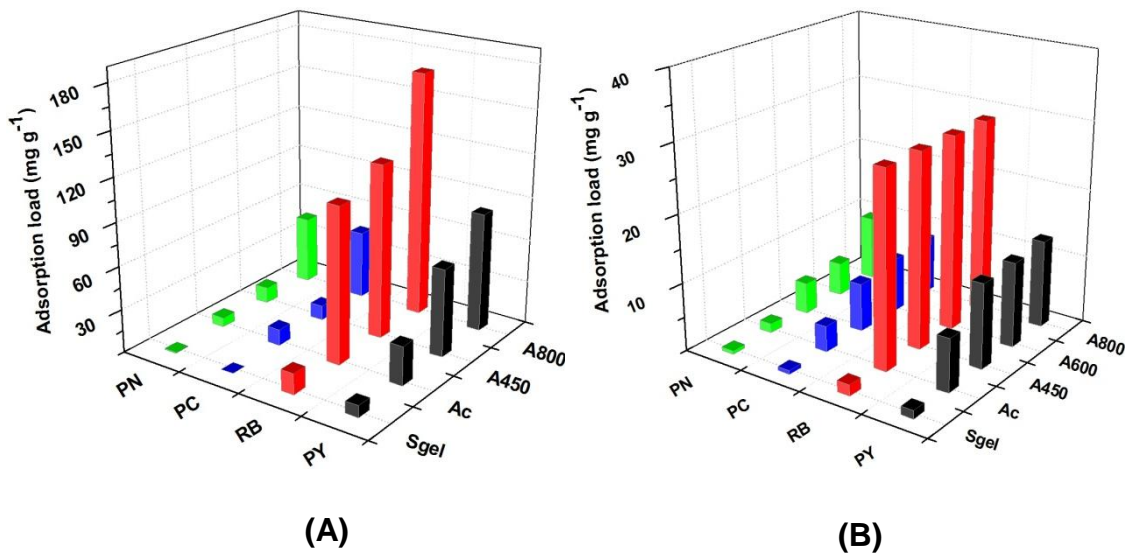 Adsorption load (mg g⁻¹)
180
150
120
90
60
30
PN
PC
RB
PY
Sgel
Ac
A450
A800
(A)
Adsorption load (mg g⁻¹)
40
30
20
10
PN
PC
RB
PY
Sgel
Ac
A450
A600
A800
(B)